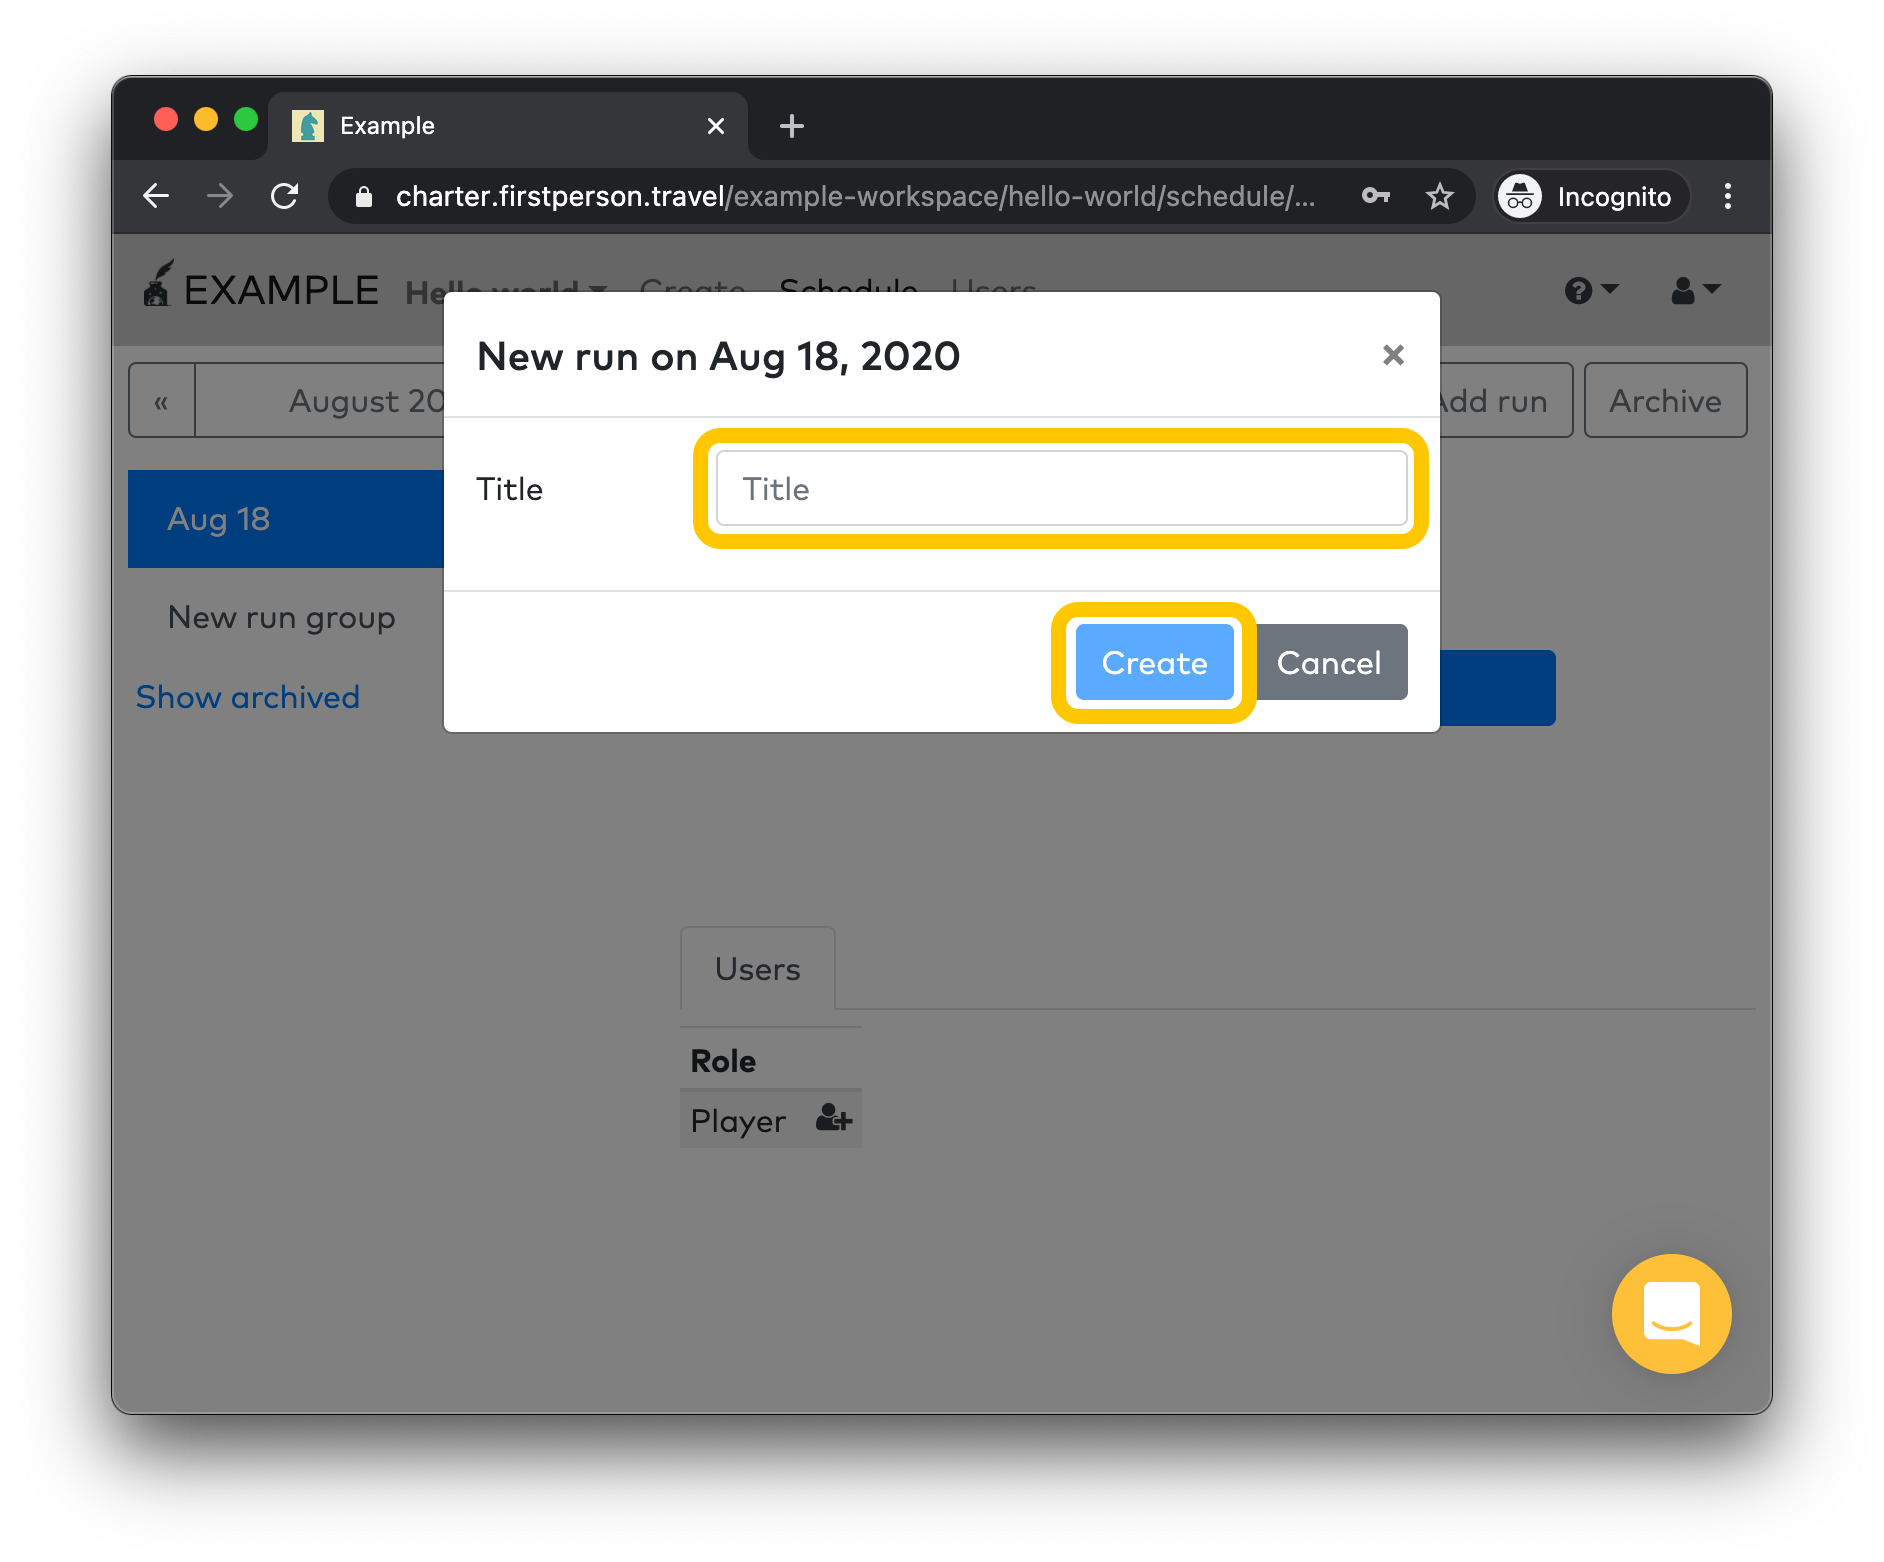 Example
charter.firstperson.travel/example-workspace/hello-world/schedule/...
Incognito
EXAMPLE Hello world Create Schedule Users
New run on Aug 18, 2020
« August 20
Add run
Archive
Title
Title
Aug 18
New run group
Create
Cancel
Show archived
Users
Role
Player